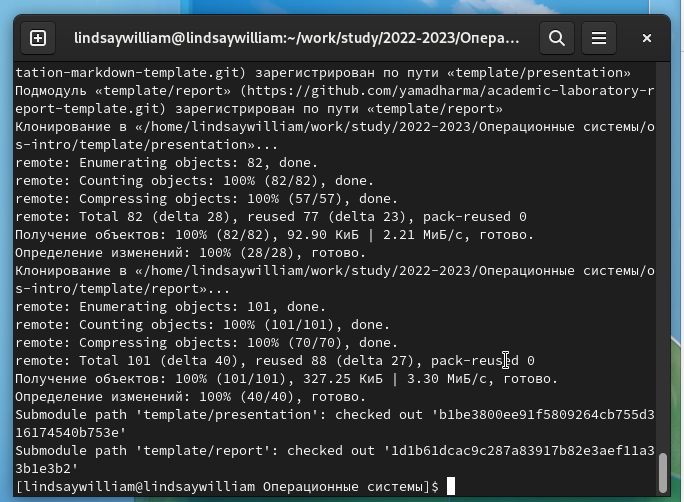 lindsaywilliam@lindsaywilliam:~/work/study/2022-2023/Опера...
tation-markdown-template.git) зарегистрирован по пути «template/presentation»
Подмодуль «template/report» (https://github.com/yamadharma/academic-laboratory-r
eport-template.git) зарегистрирован по пути «template/report»
Клонирование в «/home/lindsaywilliam/work/study/2022-2023/Операционные системы/o
s-intro/template/presentation»...
remote: Enumerating objects: 82, done.
remote: Counting objects: 100% (82/82), done.
remote: Compressing objects: 100% (57/57), done.
remote: Total 82 (delta 28), reused 77 (delta 23), pack-reused 0
Получение объектов: 100% (82/82), 92.90 КиБ | 2.21 МиБ/с, готово.
Определение изменений: 100% (28/28), готово.
Клонирование в «/home/lindsaywilliam/work/study/2022-2023/Операционные системы/o
s-intro/template/report»...
remote: Enumerating objects: 101, done.
remote: Counting objects: 100% (101/101), done.
remote: Compressing objects: 100% (70/70), done.
remote: Total 101 (delta 40), reused 88 (delta 27), pack-reused 0
Получение объектов: 100% (101/101), 327.25 КиБ | 3.30 МиБ/с, готово.
Определение изменений: 100% (40/40), готово.
Submodule path 'template/presentation': checked out 'b1be3800ee91f5809264cb755d3
16174540b753e'
Submodule path 'template/report': checked out '1d1b61dcac9c287a83917b82e3aef11a3
3b1e3b2'
[lindsaywilliam@lindsaywilliam Операционные системы]$